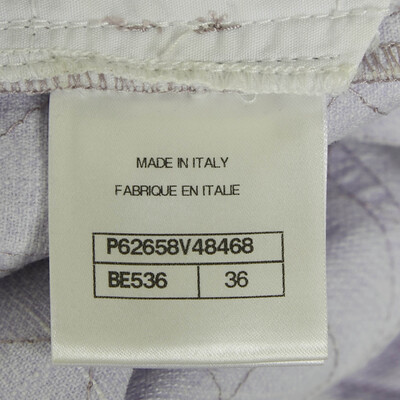 MADE IN ITALY
FABRIQUE EN ITALIE
P62658V48468
BE536 36